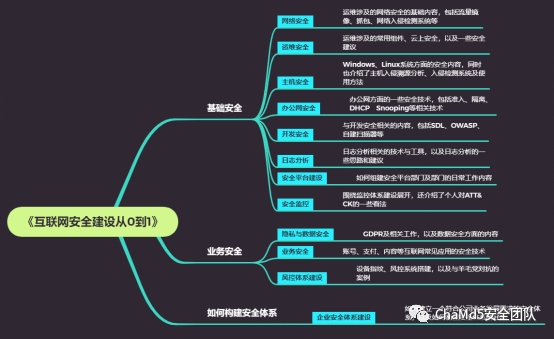 运维涉及的网络安全的基础内容，包括流量镜
像、抓包、网络入侵检测系统等
网络安全
运维涉及的常用组件、云上安全，以及一些安全
建议
运维安全
Windows、Linux系统方面的安全内容，同时
也介绍了主机入侵溯源分析、入侵检测系统及使
用方法
主机安全
基础安全
办公网方面的一些安全技术，包括准入、隔离、
DHCP Snooping等相关技术
办公网安全
与开发安全相关的内容，包括SDL、OWASP、
自建扫描器等
开发安全
日志分析相关的技术与工具，以及日志分析的一
些思路和建议
日志分析
安全平台建设
如何组建安全平台部门及部门的日常工作内容
围绕监控体系建设展开，还介绍了个人对ATT&
CK的一些看法
安全监控
《互联网安全建设从0到1》
隐私与数据安全
GDPR及相关工作，以及数据安全方面的内容
业务安全
业务安全
账号、支付、内容等互联网常见应用的安全技术
设备指纹、风控系统搭建，以及与羊毛党对抗的
案例
风控体系建设
如何构建安全体系
企业安全体系建设
ChaMd5安全团队